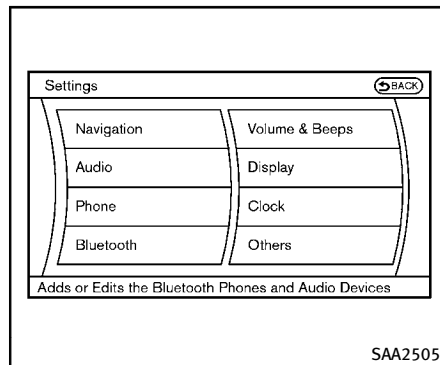 Settings
BACK
Navigation
Volume & Beeps
Audio
Display
Phone
Clock
Bluetooth
Others
Adds or Edits the Bluetooth Phones and Audio Devices
SAA2505